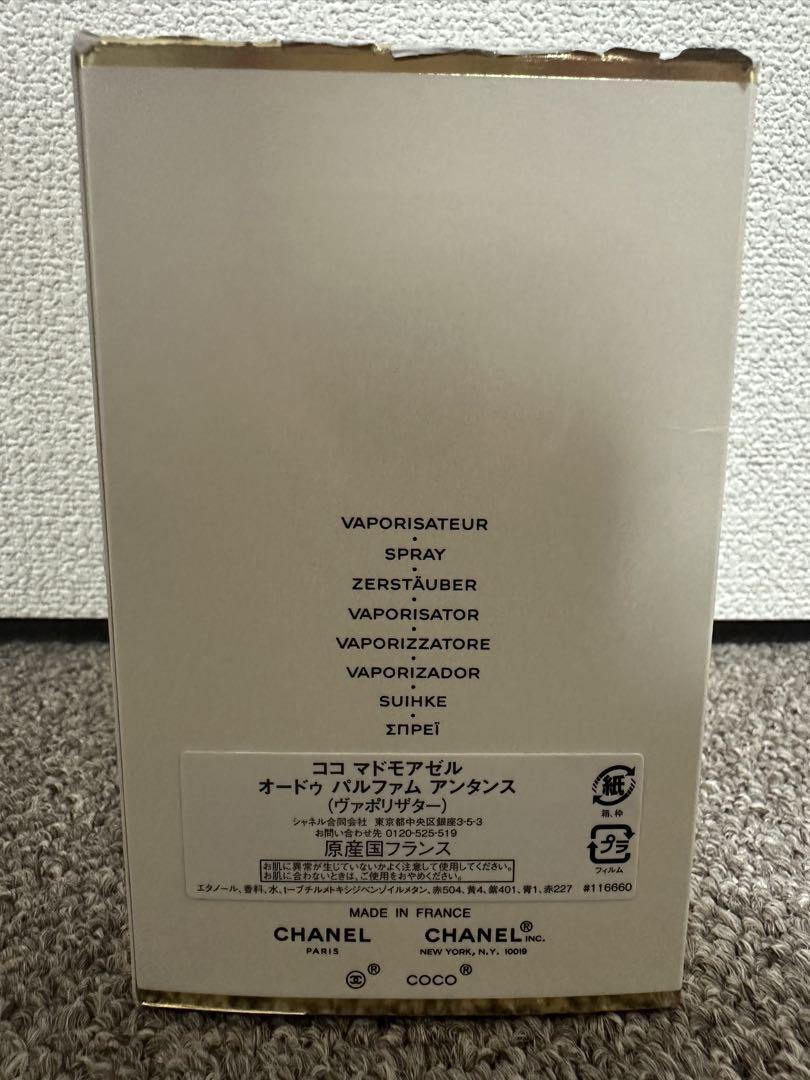 VAPORISATEUR
SPRAY
ZERSTÄUBER
VAPORISATOR
VAPORIZZATORE
VAPORIZADOR
SUIHKE
ΣΠΡΕΪ
ココ マドモアゼル
オードゥ パルファム アンタンス
(ヴァポリザター)
シャネル合同会社 東京都中央区銀座3-5-3
お問い合わせ先 0120-525-519
原産国フランス
お肌に異常が生じていないかよく注意して使用してください。
お肌に合わないときは、ご使用をおやめください。
エタノール、香料、水、t-ブチルメトキシジベンゾイルメタン、赤504、黄4、紫401、青1、赤227 #116660
紙
箱、枠
プラ
フィルム
MADE IN FRANCE
CHANEL CHANEL® INC.
PARIS NEW YORK, N.Y. 10019
® COCO®